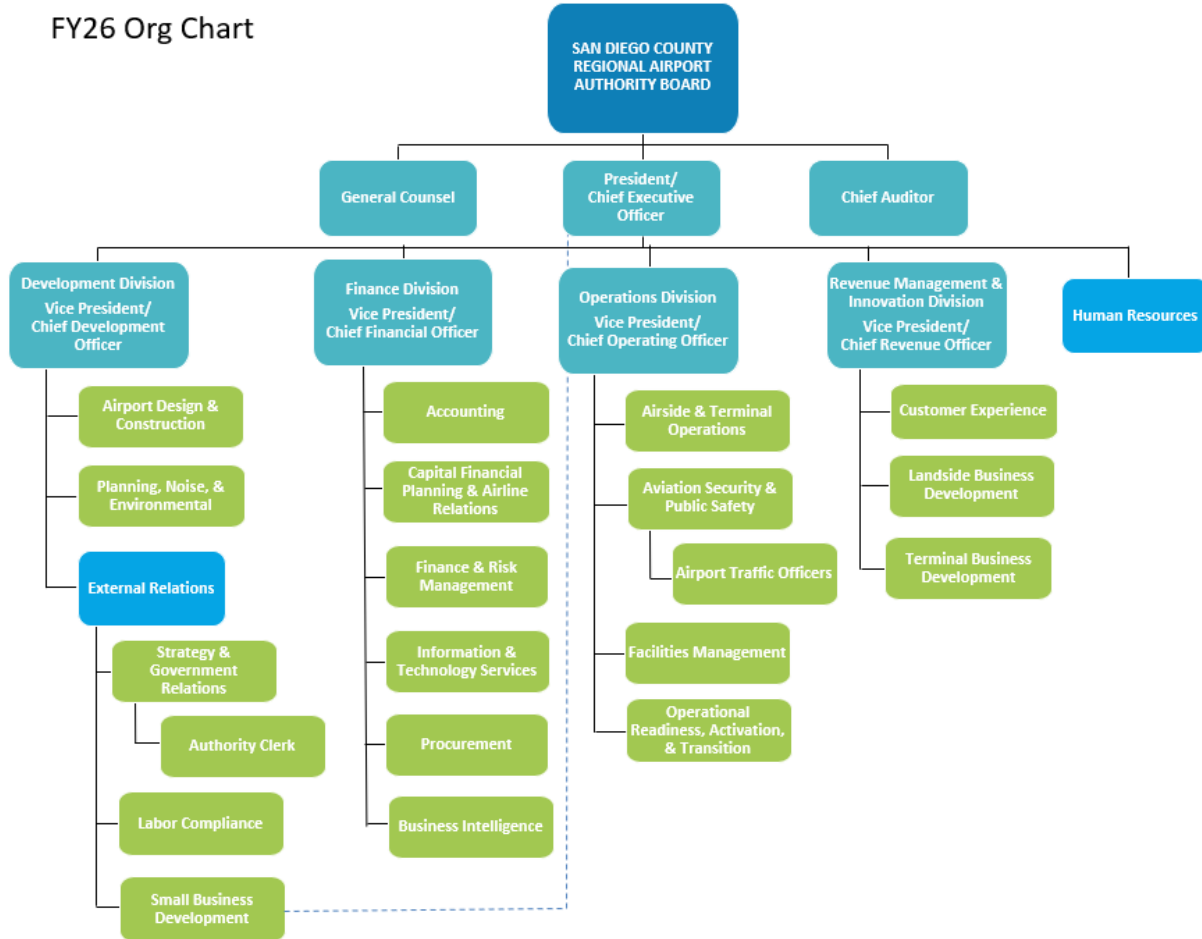 FY26 Org Chart
SAN DIEGO COUNTY
REGIONAL AIRPORT
AUTHORITY BOARD
General Counsel
President/
Chief Executive
Officer
Chief Auditor
Development Division
Vice President/
Chief Development
Officer
Finance Division
Vice President/
Chief Financial Officer
Operations Division
Vice President/
Chief Operating Officer
Revenue Management &
Innovation Division
Vice President/
Chief Revenue Officer
Human Resources
Airport Design &
Construction
Planning, Noise, &
Environmental
External Relations
Strategy &
Government
Relations
Authority Clerk
Labor Compliance
Small Business
Development
Accounting
Capital Financial
Planning & Airline
Relations
Finance & Risk
Management
Information &
Technology Services
Procurement
Business Intelligence
Airside & Terminal
Operations
Aviation Security &
Public Safety
Airport Traffic Officers
Facilities Management
Operational
Readiness, Activation,
& Transition
Customer Experience
Landside Business
Development
Terminal Business
Development